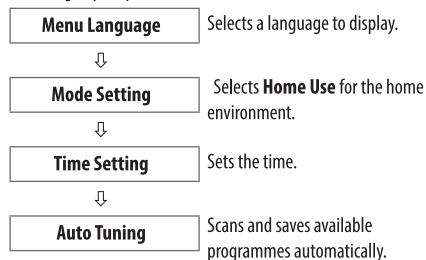 Menu Language
Selects a language to display.
Mode Setting
Selects Home Use for the home
environment.
Time Setting
Sets the time.
Auto Tuning
Scans and saves available
programmes automatically.